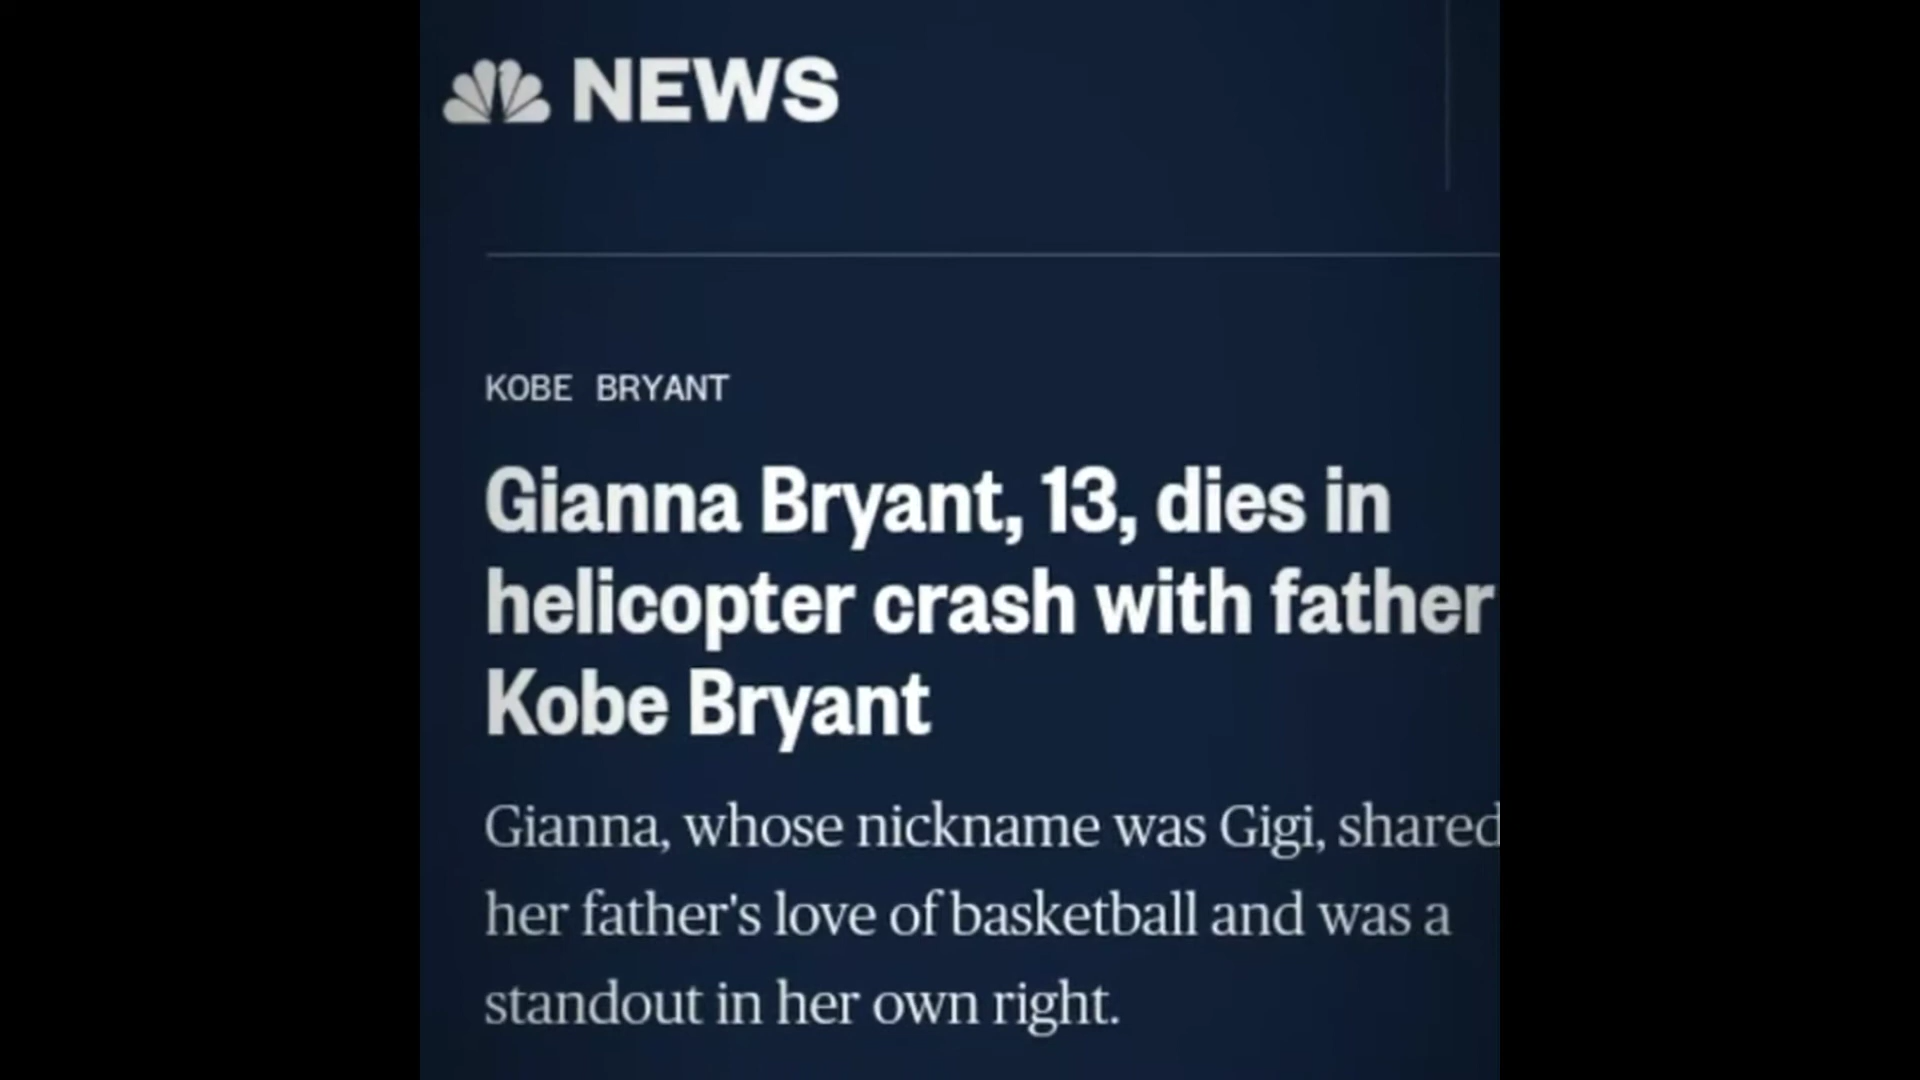 NEWS
KOBE BRYANT
Gianna Bryant, 13, dies in
helicopter crash with father
Kobe Bryant
Gianna, whose nickname was Gigi, shared
her father's love of basketball and was a
standout in her own right.